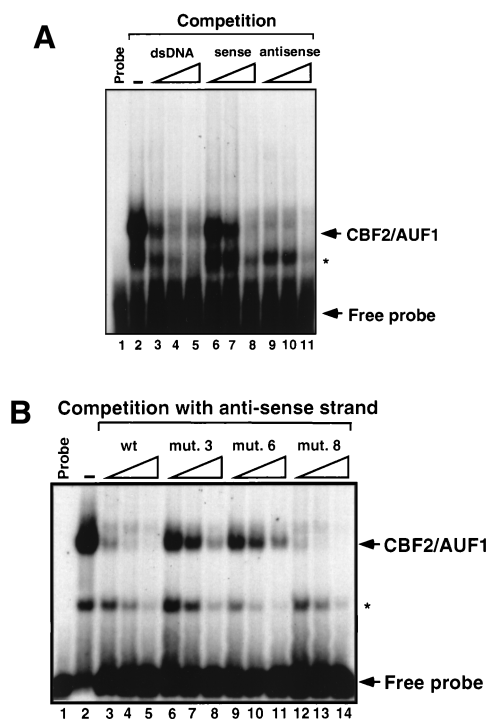 A
Competition
Probe – dsDNA sense antisense
CBF2/AUF1
*
Free probe
1 2 3 4 5 6 7 8 9 10 11
B
Competition with anti-sense strand
Probe – wt mut. 3 mut. 6 mut. 8
CBF2/AUF1
*
Free probe
1 2 3 4 5 6 7 8 9 10 11 12 13 14